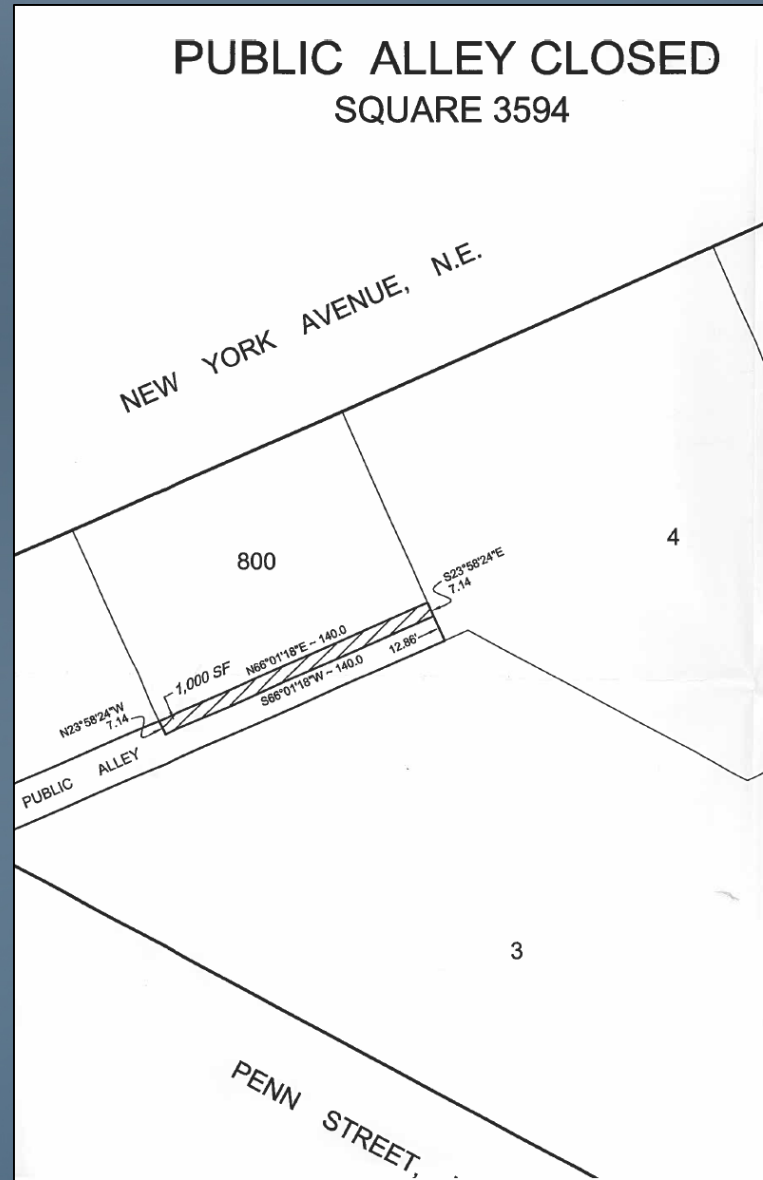 PUBLIC ALLEY CLOSED
SQUARE 3594
NEW YORK AVENUE, N.E.
800
4
S23°58'24"E
7.14
N66°01'18"E – 140.0
12.86'
1,000 SF
S66°01'18"W – 140.0
N23°58'24"W
7.14
PUBLIC ALLEY
3
PENN STREET,